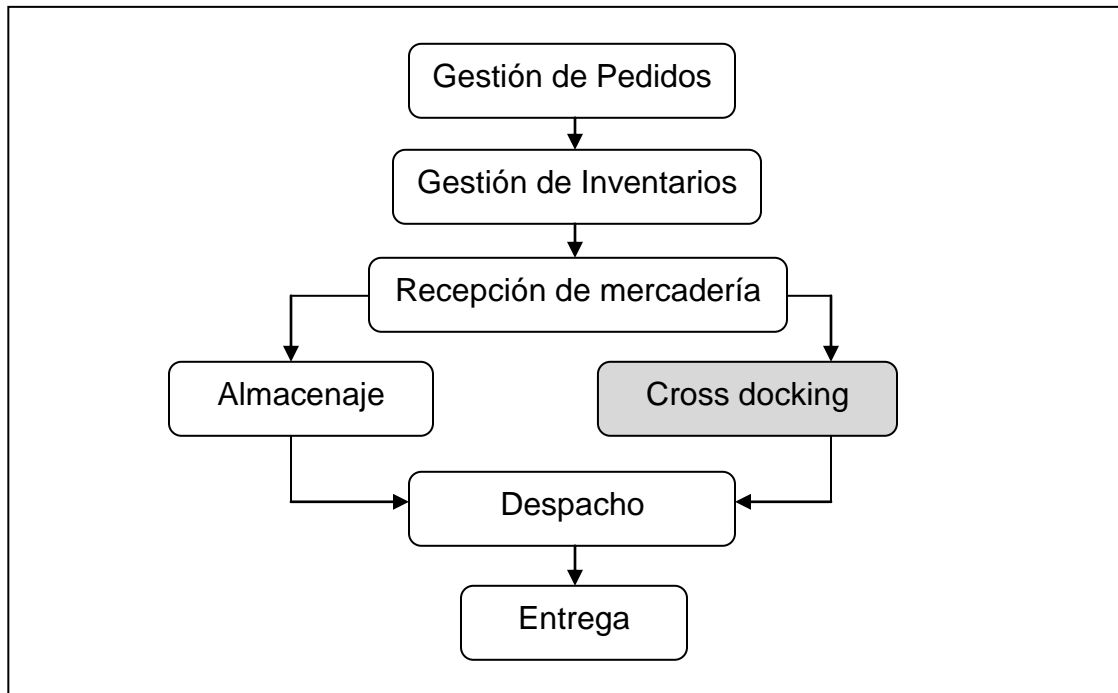 Gestión de Pedidos
Gestión de Inventarios
Recepción de mercadería
Almacenaje
Cross docking
Despacho
Entrega